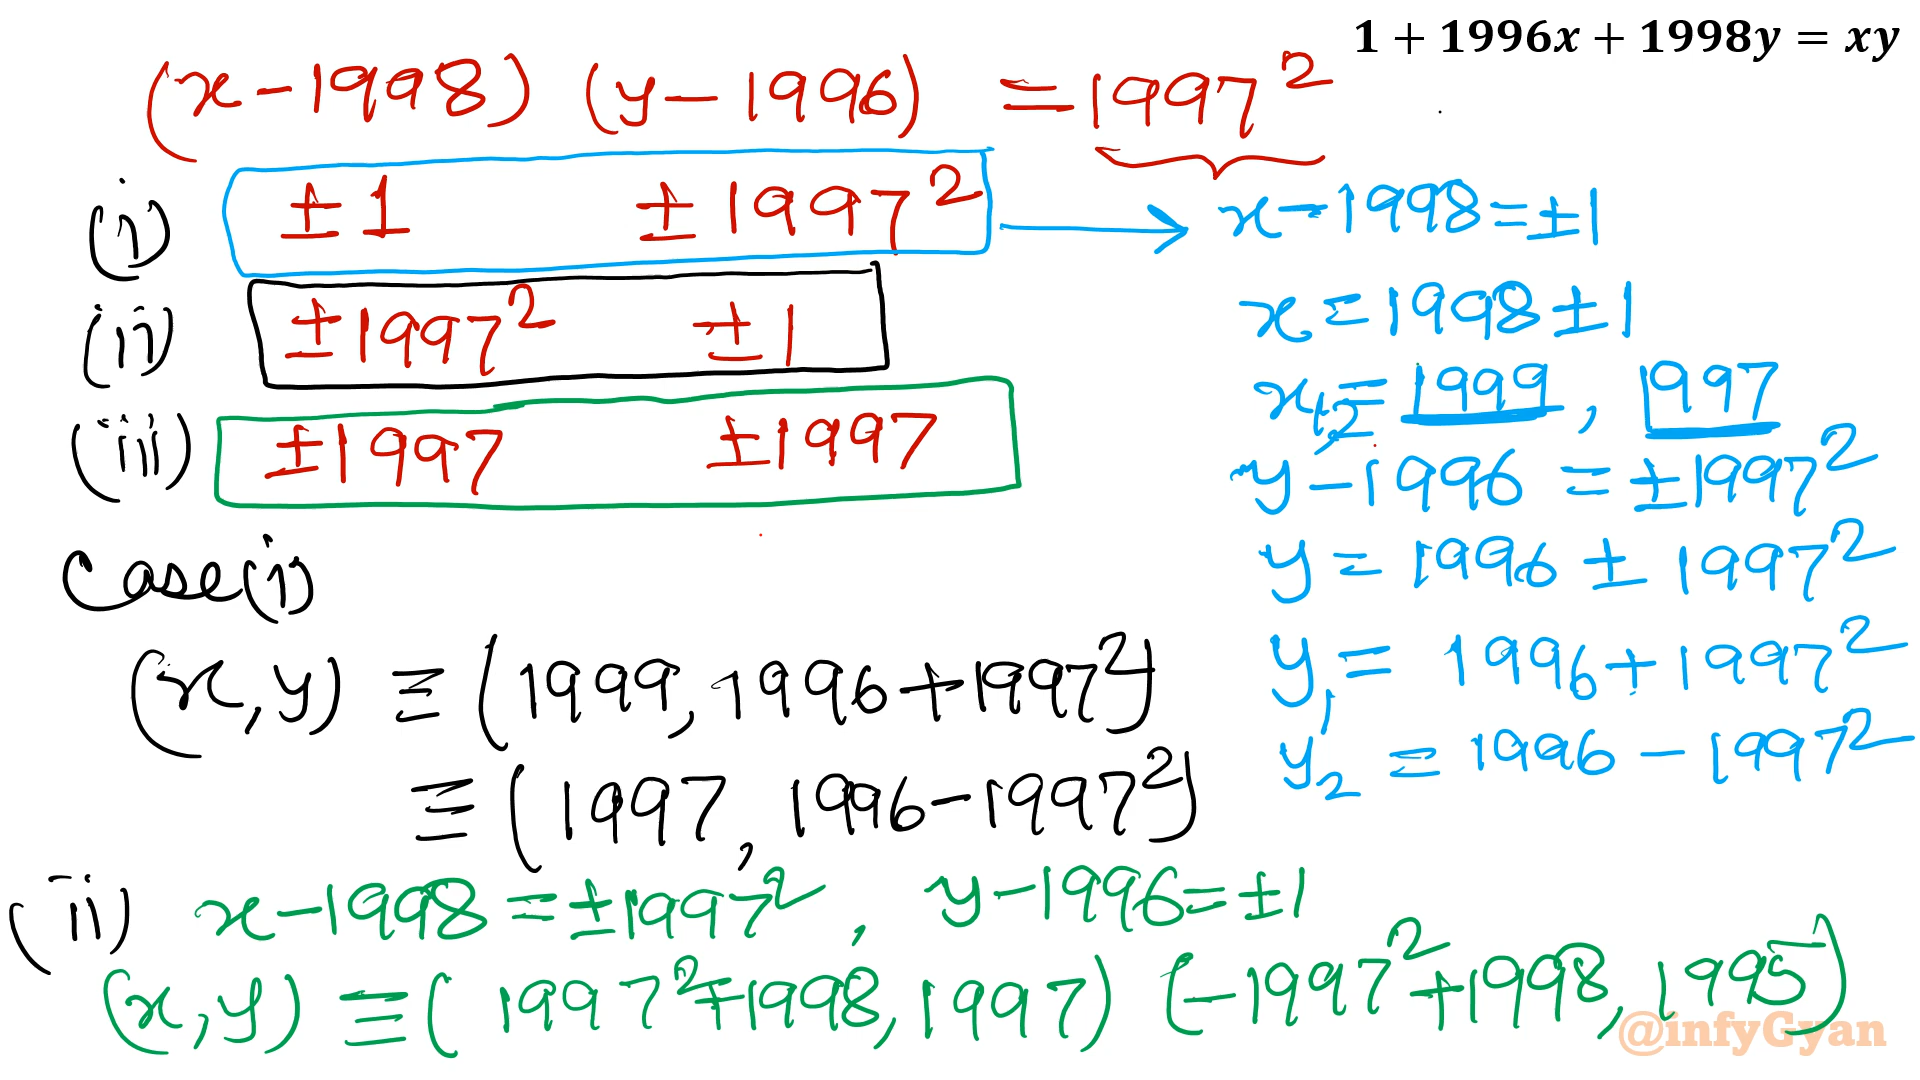 1 + 1996x + 1998y = xy
(x - 1998) (y - 1996) = 1997²
(i) ±1 ±1997²
(ii) ±1997² ±1
(iii) ±1997 ±1997
x - 1998 = ±1
x = 1998 ± 1
x₁,₂ = 1999, 1997
y - 1996 = ±1997²
y = 1996 ± 1997²
y₁ = 1996 + 1997²
y₂ = 1996 - 1997²
Case (i)
(x, y) ≡ (1999, 1996 + 1997²)
≡ (1997, 1996 - 1997²)
(ii) x - 1998 = ±1997², y - 1996 = ±1
(x, y) ≡ (1997² + 1998, 1997) (-1997² + 1998, 1995)
@infyGyan